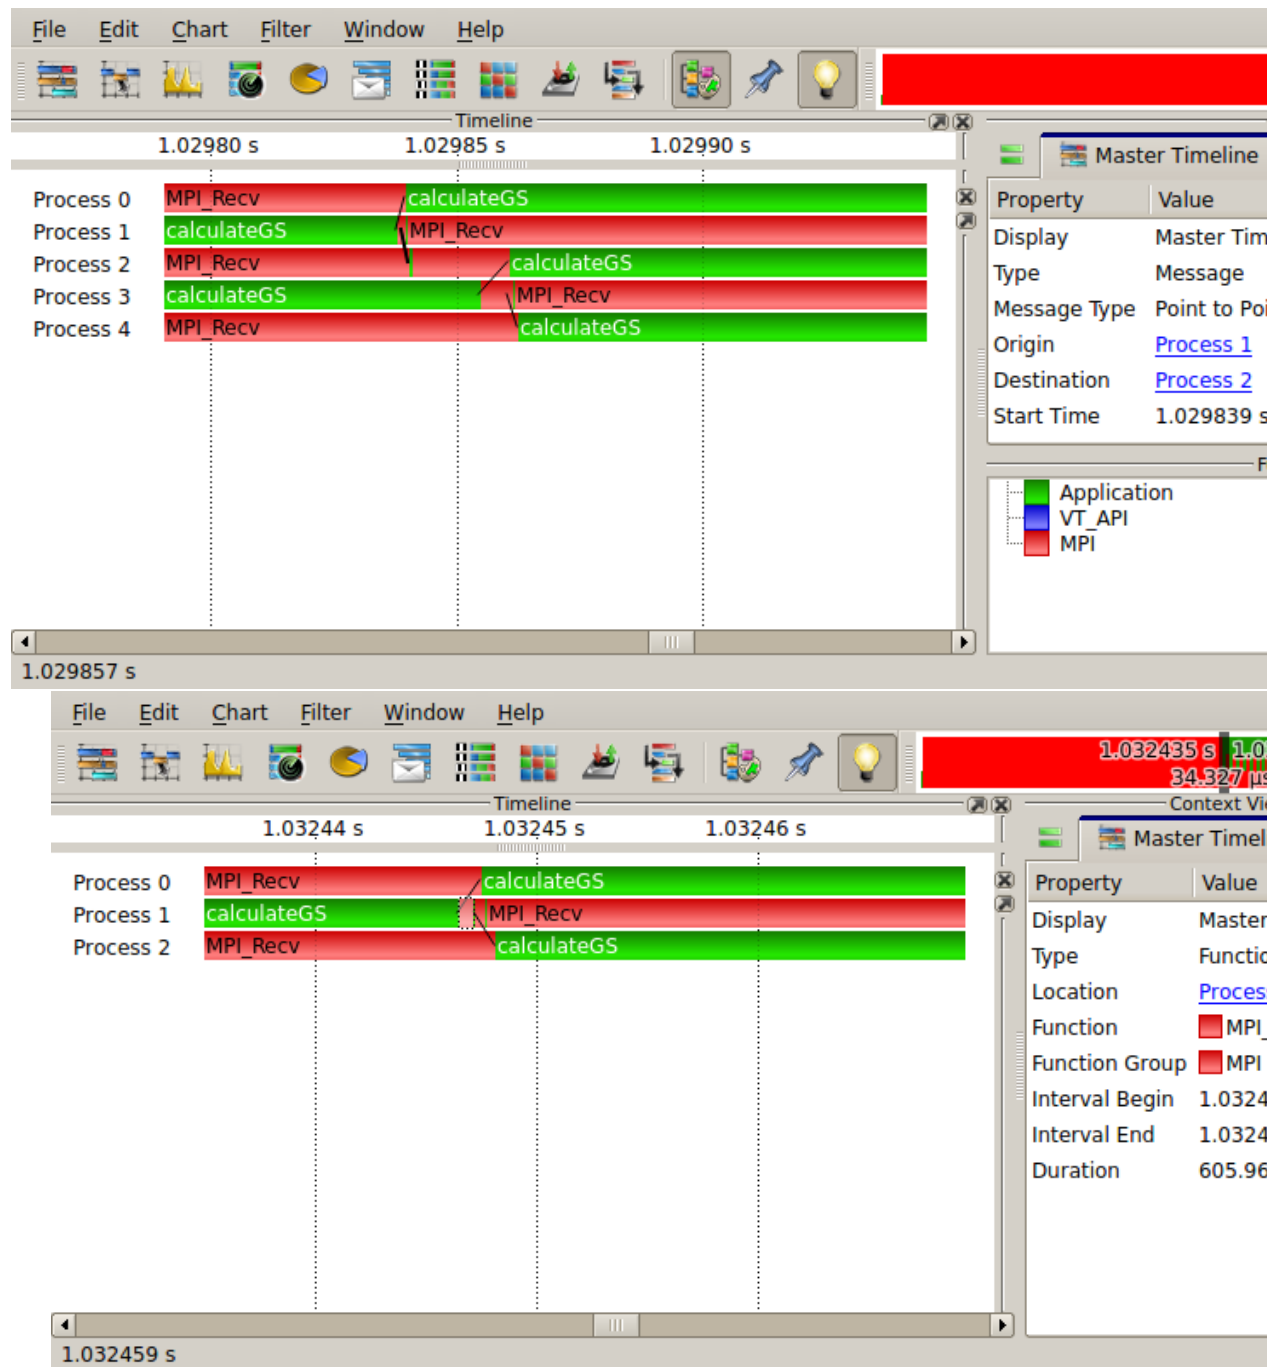 File Edit Chart Filter Window Help
Timeline
1.02980 s 1.02985 s 1.02990 s
Master Timeline
Process 0 MPI_Recv calculateGS
Process 1 calculateGS MPI_Recv
Process 2 MPI_Recv calculateGS
Process 3 calculateGS MPI_Recv
Process 4 MPI_Recv calculateGS
Property Value
Display Master Tim
Type Message
Message Type Point to Poi
Origin Process 1
Destination Process 2
Start Time 1.029839 s
F
Application
VT_API
MPI
1.029857 s
File Edit Chart Filter Window Help
1.032435 s 1.0
34.327 µs
Timeline
Context Vi
1.03244 s 1.03245 s 1.03246 s
Master Timel
Process 0 MPI_Recv calculateGS
Process 1 calculateGS MPI_Recv
Process 2 MPI_Recv calculateGS
Property Value
Display Master
Type Functio
Location Process
Function MPI_
Function Group MPI
Interval Begin 1.0324
Interval End 1.0324
Duration 605.96
1.032459 s